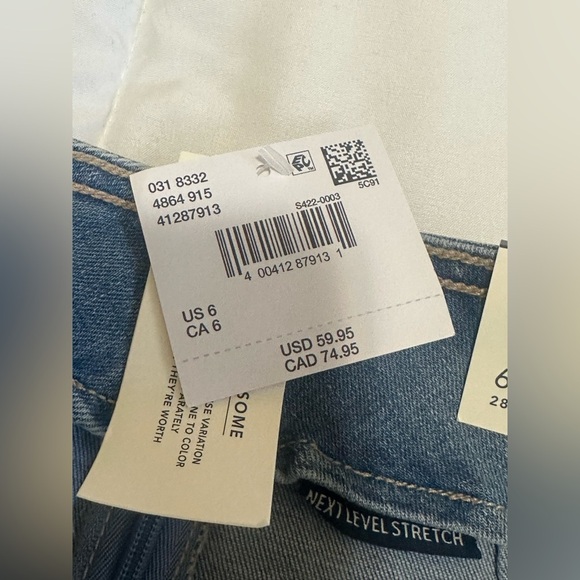 031 8332
4864 915
41287913
5C91
S422-0003
4 00412 87913 1
US 6
CA 6
USD 59.95
CAD 74.95
SOME
SE VARIATION
NE TO COLOR
ARATELY
THEY'RE WORTH
6
28
NEXT LEVEL STRETCH